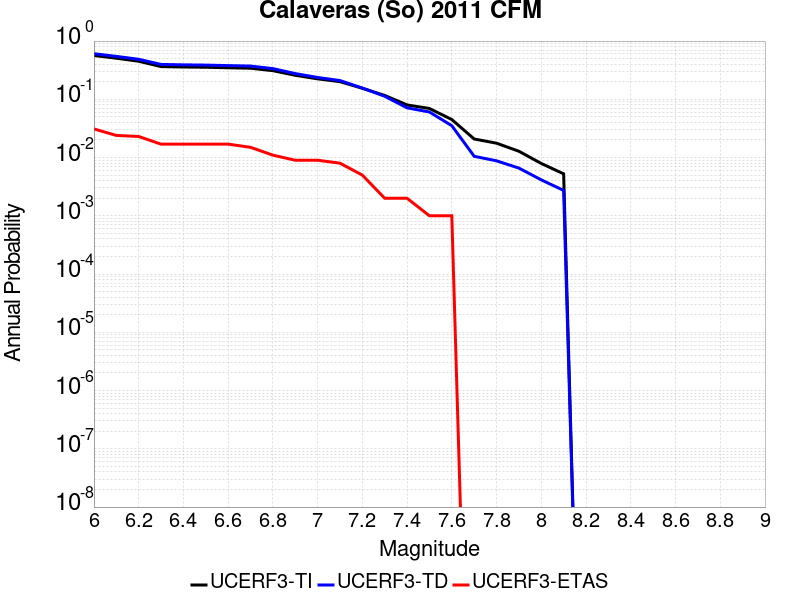 Calaveras (So) 2011 CFM
Annual Probability
10^0
10^-1
10^-2
10^-3
10^-4
10^-5
10^-6
10^-7
10^-8
6 6.2 6.4 6.6 6.8 7 7.2 7.4 7.6 7.8 8 8.2 8.4 8.6 8.8 9
Magnitude
UCERF3-TI UCERF3-TD UCERF3-ETAS